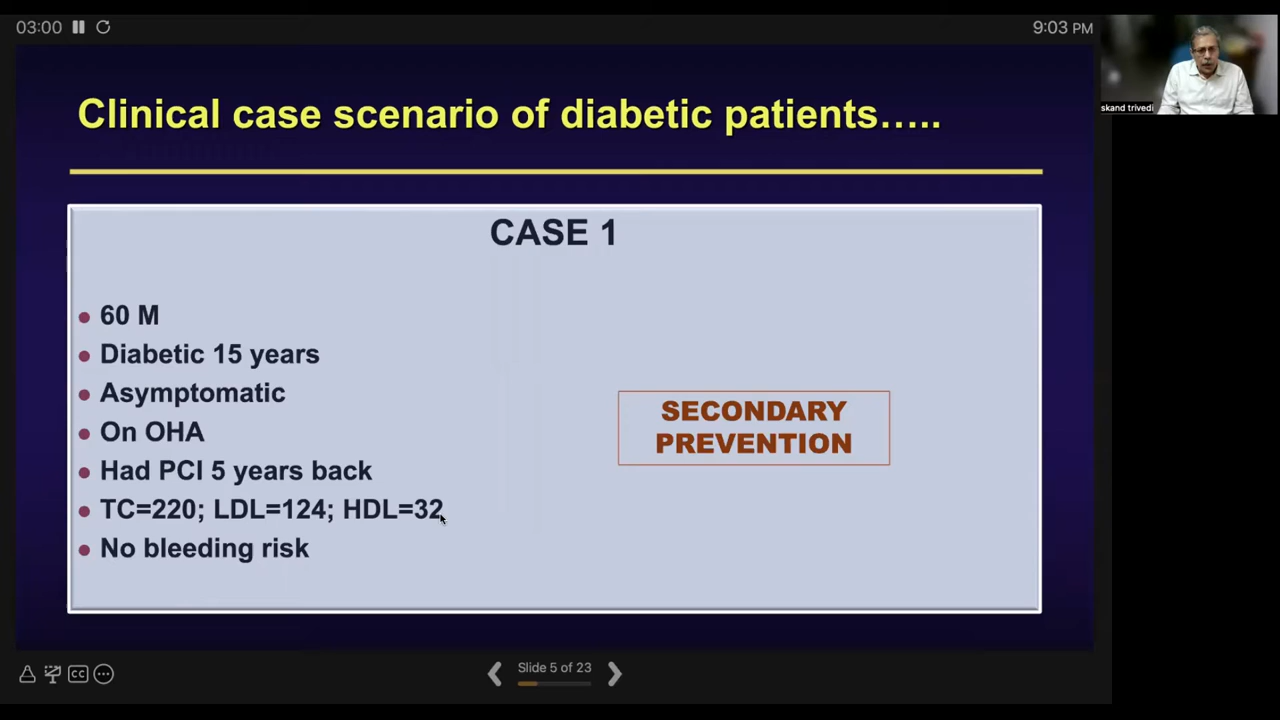 03:00
9:03 PM
skand trivedi
Clinical case scenario of diabetic patients.....
CASE 1
60 M
Diabetic 15 years
Asymptomatic
On OHA
Had PCI 5 years back
TC=220; LDL=124; HDL=32
No bleeding risk
SECONDARY
PREVENTION
CC
Slide 5 of 23